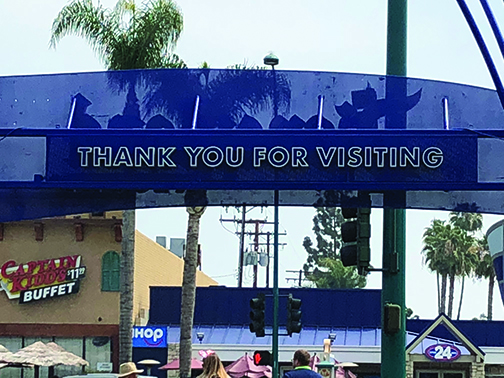 THANK YOU FOR VISITING
CAPTAIN
KIDD'S $11.99
BUFFET
IHOP
24